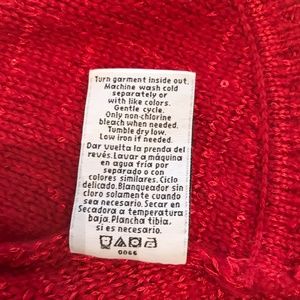 Turn garment inside out.
Machine wash cold
separately or
with like colors.
Gentle cycle.
Only non-chlorine
bleach when needed.
Tumble dry low.
Low iron if needed.
Dar vuelta la prenda del
revés. Lavar a máquina
en agua fría por
separado o con
colores similares. Ciclo
delicado. Blanqueador sin
cloro solamente cuando
sea necesario. Secar en
Secadora a temperatura
baja. Plancha tibia,
si es necesario.
0066